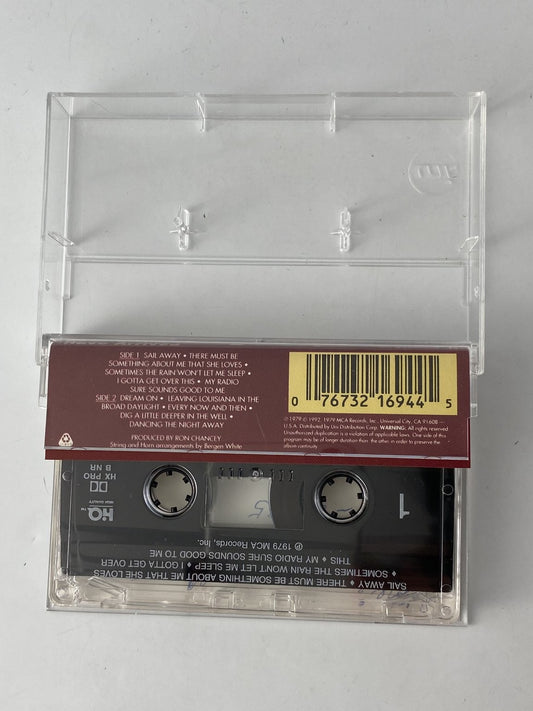 SIDE 1 SAIL AWAY • THERE MUST BE
SOMETHING ABOUT ME THAT SHE LOVES •
SOMETIMES THE RAIN WON'T LET ME SLEEP •
I GOTTA GET OVER THIS • MY RADIO
SURE SOUNDS GOOD TO ME
SIDE 2 DREAM ON • LEAVING LOUISIANA IN THE
BROAD DAYLIGHT • EVERY NOW AND THEN •
DIG A LITTLE DEEPER IN THE WELL •
DANCING THE NIGHT AWAY
PRODUCED BY RON CHANCEY
String and Horn arrangements by Bergen White
0 76732 16944 5
℗1979 © 1992, 1979 MCA Records, Inc., Universal City, CA 91608 —
U.S.A. Distributed by Uni Distribution Corp. WARNING: All rights reserved.
Unauthorized duplication is a violation of applicable laws. One side of this
program may be of longer duration than the other in order to preserve the
album continuity.
1
SAIL AWAY • THERE MUST BE SOMETHING ABOUT ME THAT SHE LOVES
• SOMETIMES THE RAIN WON'T LET ME SLEEP • I GOTTA GET OVER
THIS • MY RADIO SURE SOUNDS GOOD TO ME
℗ 1979 MCA Records, Inc.
HX PRO
B NR
HQ